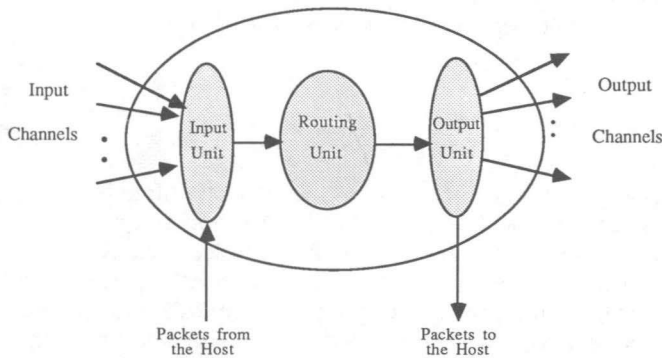 Input
Channels
Input
Unit
Routing
Unit
Output
Unit
Output
Channels
Packets from
the Host
Packets to
the Host